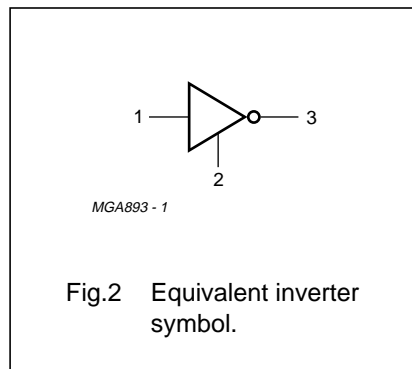 1
3
2
MGA893 - 1
Fig.2 Equivalent inverter
symbol.